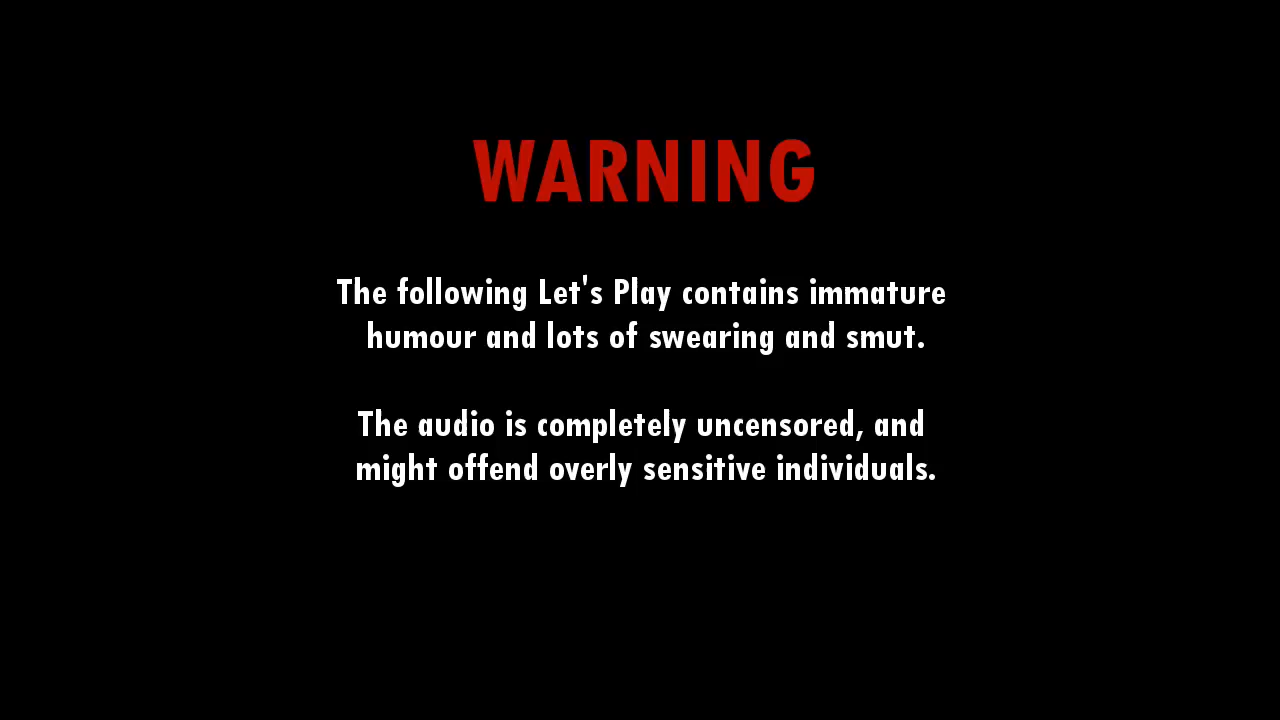 WARNING
The following Let's Play contains immature
humour and lots of swearing and smut.
The audio is completely uncensored, and
might offend overly sensitive individuals.